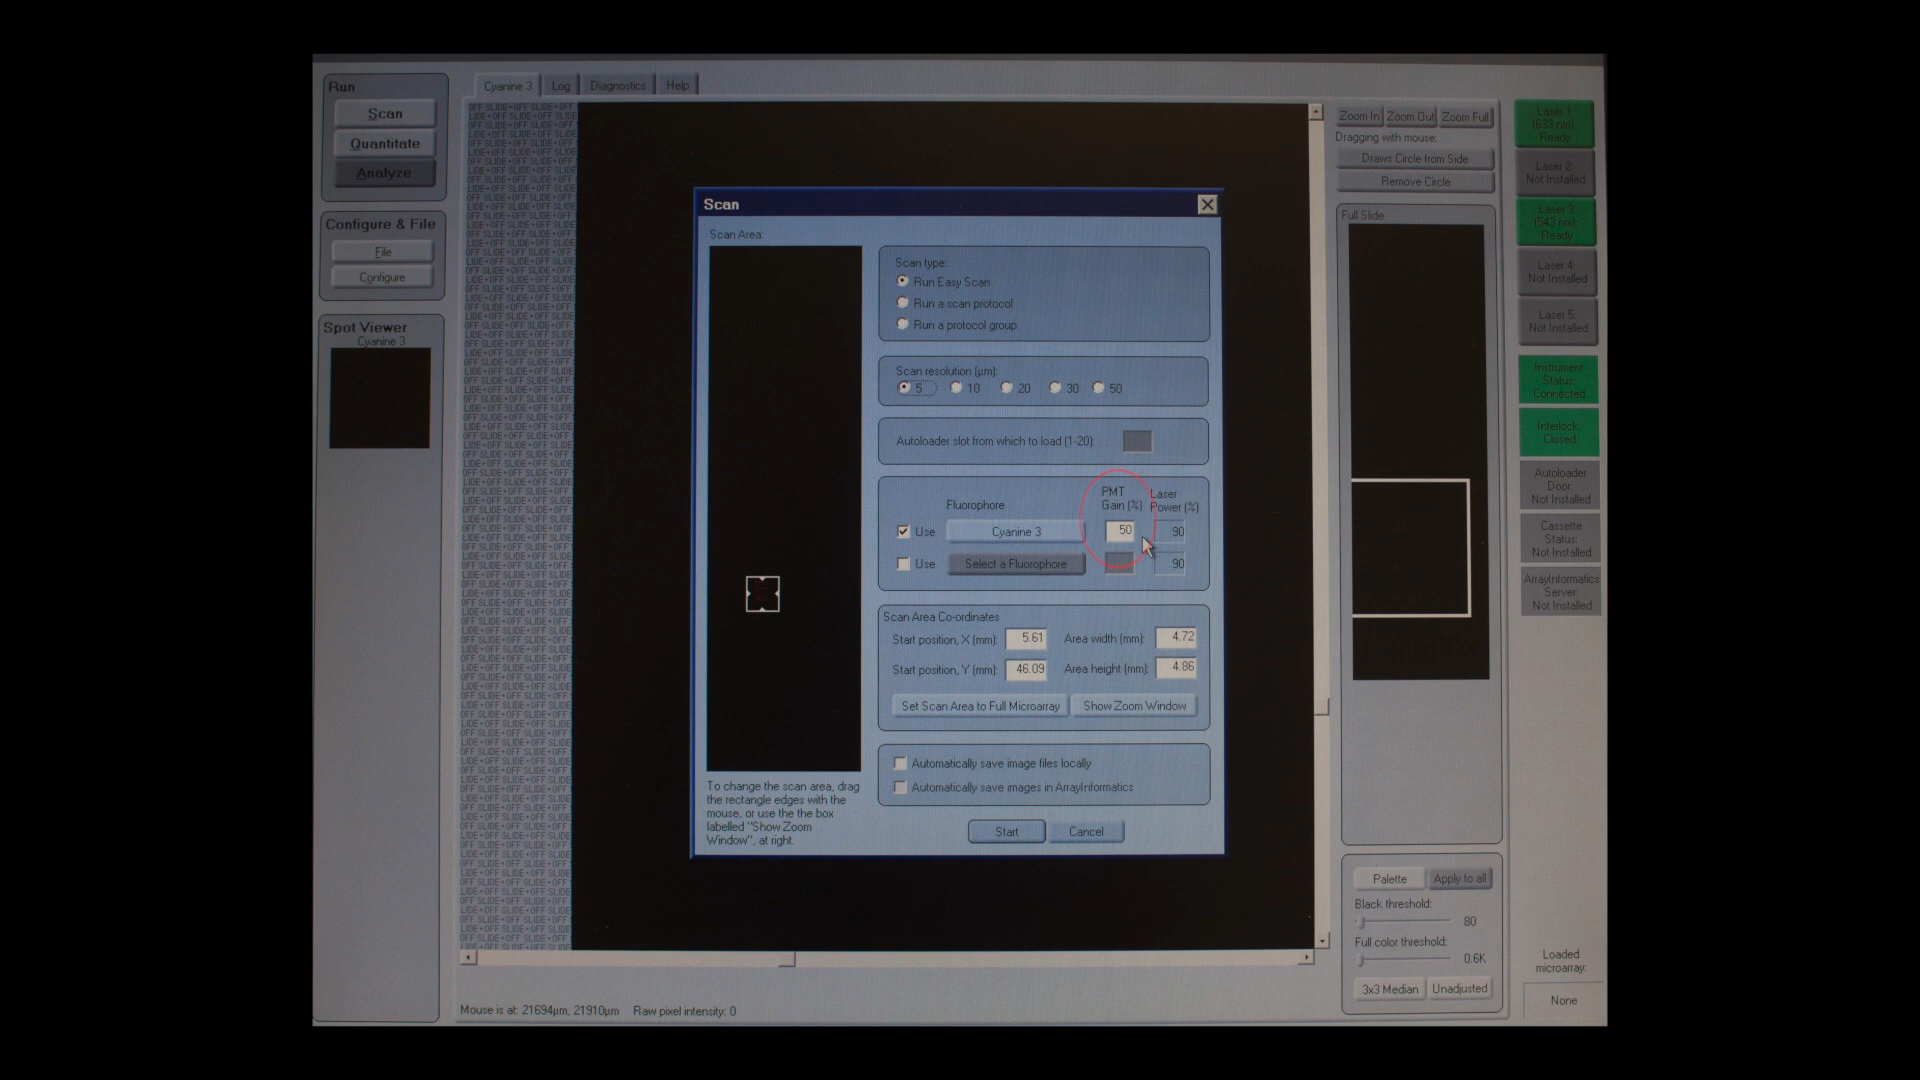 Run
Scan
Quantitate
Analyze
Configure & File
File
Configure
Spot Viewer
Cyanine 3
Cyanine 3
Log
Diagnostics
Help
Scan
Scan Area:
To change the scan area, drag
the rectangle edges with the
mouse, or use the the box
labelled "Show Zoom
Window", at right.
Scan type:
Run Easy Scan
Run a scan protocol
Run a protocol group
Scan resolution (µm):
5 10 20 30 50
Autoloader slot from which to load (1-20):
Fluorophore
PMT
Gain (%)
Laser
Power (%)
Use Cyanine 3 50 90
Use Select a Fluorophore 90
Scan Area Co-ordinates
Start position, X (mm): 5.61 Area width (mm): 4.72
Start position, Y (mm): 46.09 Area height (mm): 4.86
Set Scan Area to Full Microarray Show Zoom Window
Automatically save image files locally
Automatically save images in ArrayInformatics
Start Cancel
Mouse is at: 21694µm, 21910µm Raw pixel intensity: 0
Zoom In Zoom Out Zoom Full
Dragging with mouse:
Draws Circle from Side
Remove Circle
Full Slide
Palette Apply to all
Black threshold:
80
Full color threshold:
0.6K
3x3 Median Unadjusted
Laser 1
(633 nm):
Ready
Laser 2:
Not Installed
Laser 3
(543 nm):
Ready
Laser 4:
Not Installed
Laser 5:
Not Installed
Instrument
Status:
Connected
Interlock:
Closed
Autoloader
Door:
Not Installed
Cassette
Status:
Not Installed
ArrayInformatics
Server:
Not Installed
Loaded
microarray:
None